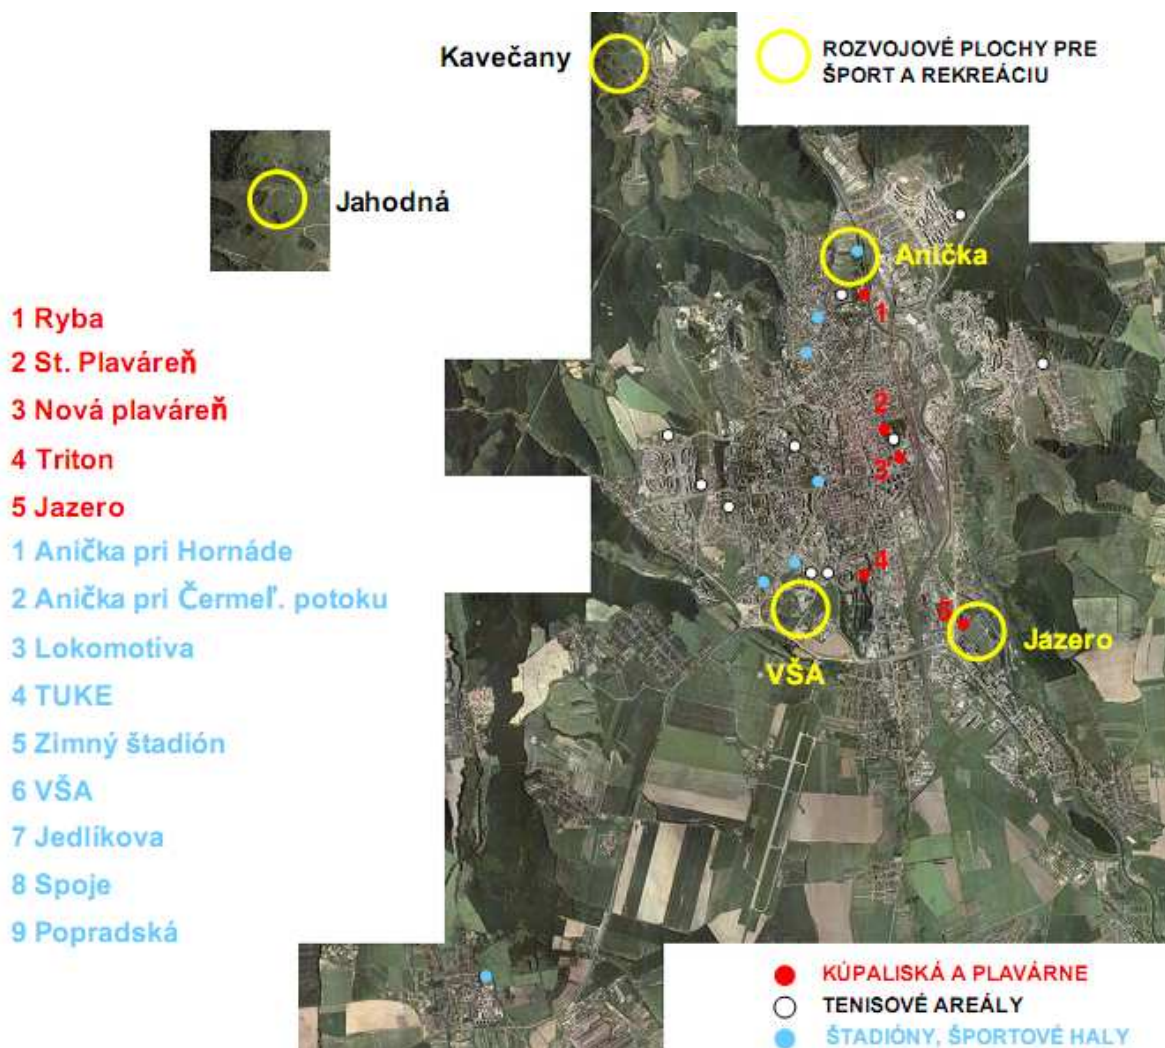 Kavečany
ROZVOJOVÉ PLOCHY PRE
ŠPORT A REKREÁCIU
Jahodná
Anička
1 Ryba
2 St. Plaváreň
3 Nová plaváreň
4 Triton
5 Jazero
1 Anička pri Hornáde
2 Anička pri Čermeľ. potoku
3 Lokomotiva
4 TUKE
5 Zimný štadión
6 VŠA
7 Jedlíkova
8 Spoje
9 Popradská
1
2
3
4
5
Jazero
VŠA
KÚPALISKÁ A PLAVÁRNE
TENISOVÉ AREÁLY
ŠTADIÓNY, ŠPORTOVÉ HALY